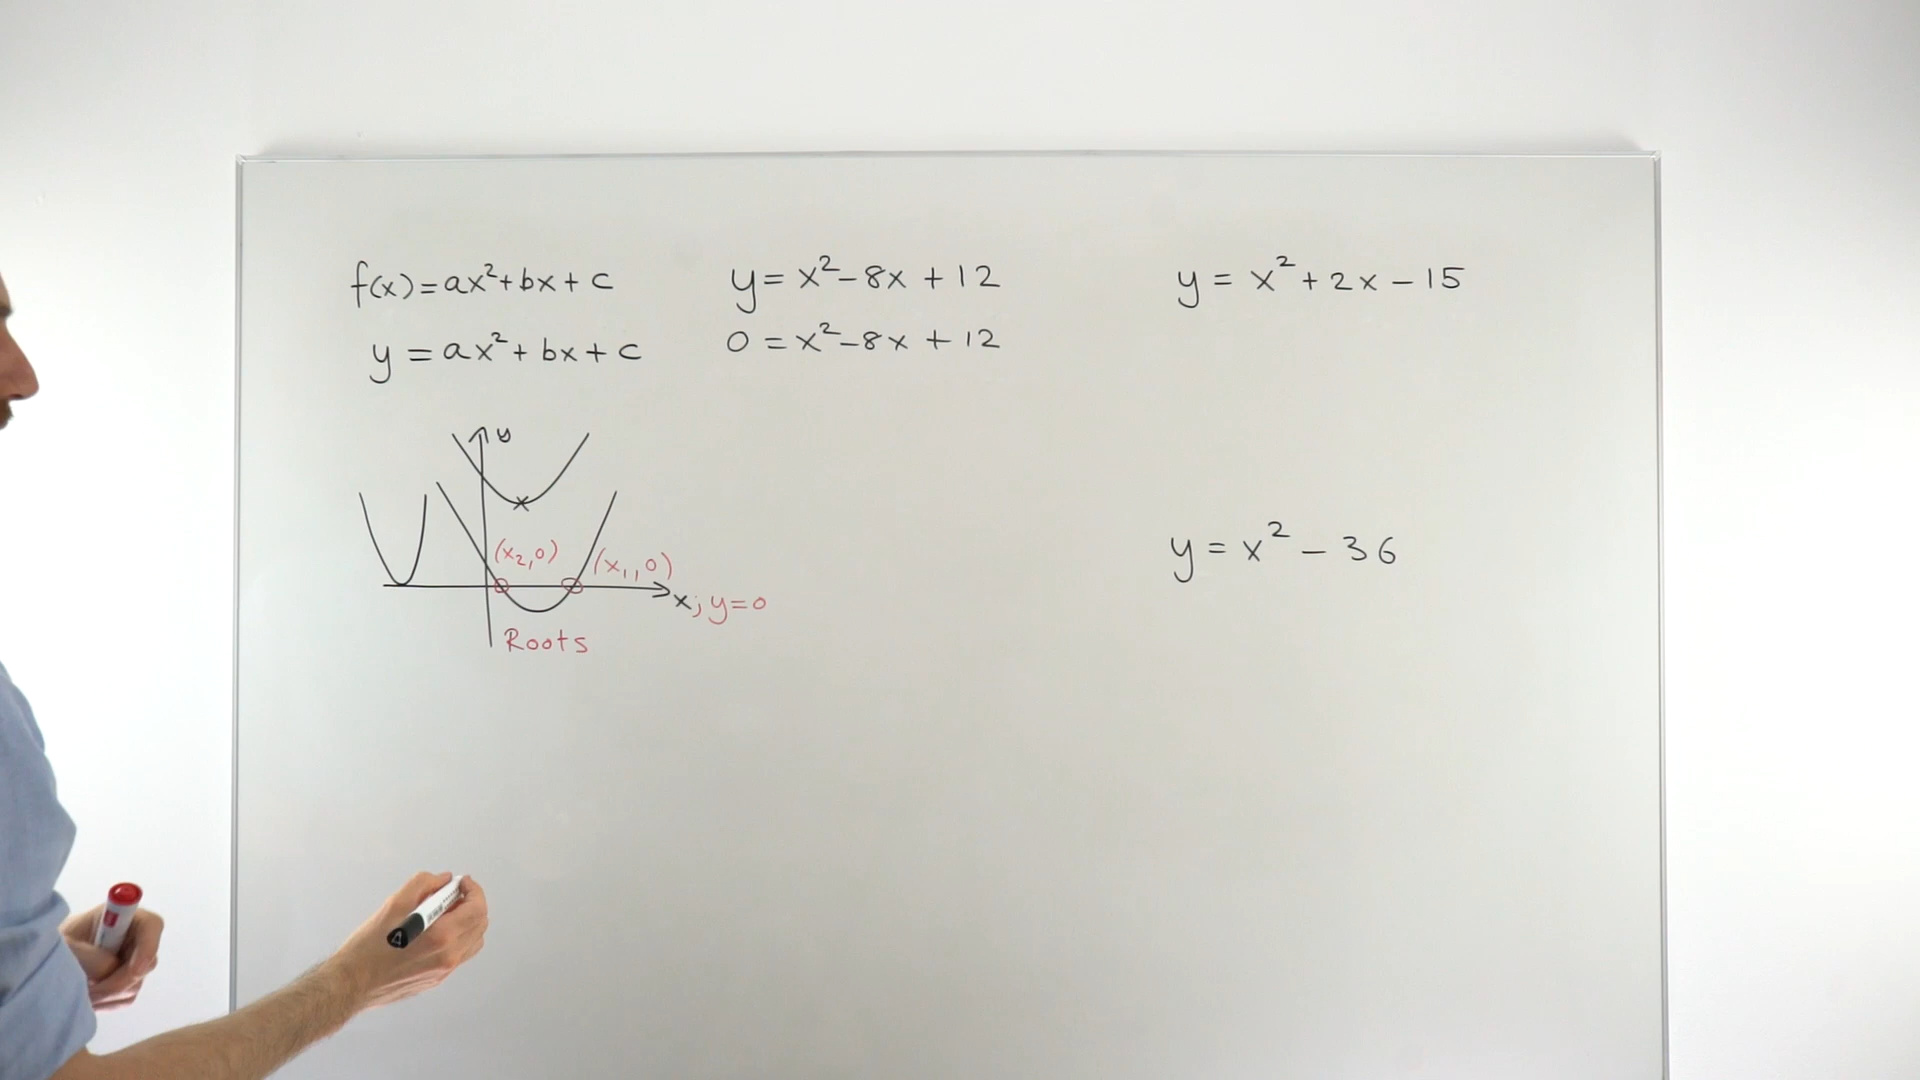 f(x)=ax²+bx+c
y=ax²+bx+c
y
(x₂,0)
(x₁,0)
x; y=0
Roots
y=x²-8x+12
0=x²-8x+12
y=x²+2x-15
y=x²-36